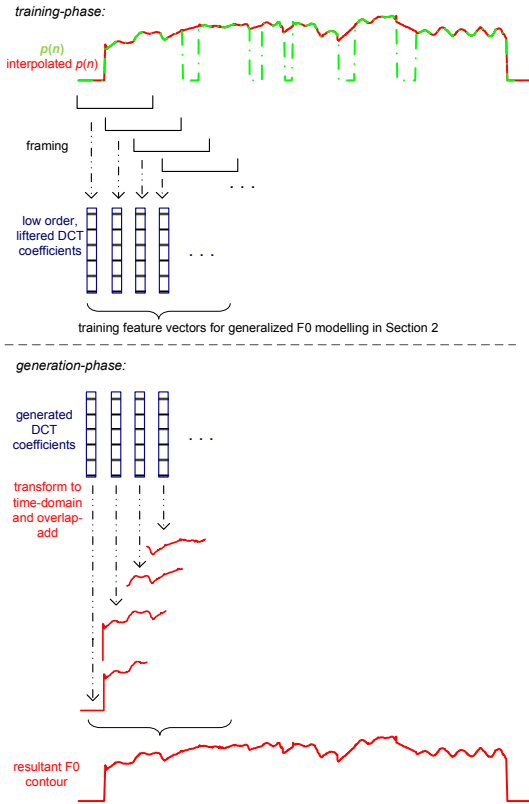 training-phase:
p(n)
interpolated p(n)
framing
. . .
low order,
liftered DCT
coefficients
. . .
training feature vectors for generalized F0 modelling in Section 2
generation-phase:
generated
DCT
coefficients
. . .
transform to
time-domain
and overlap-
add
resultant F0
contour